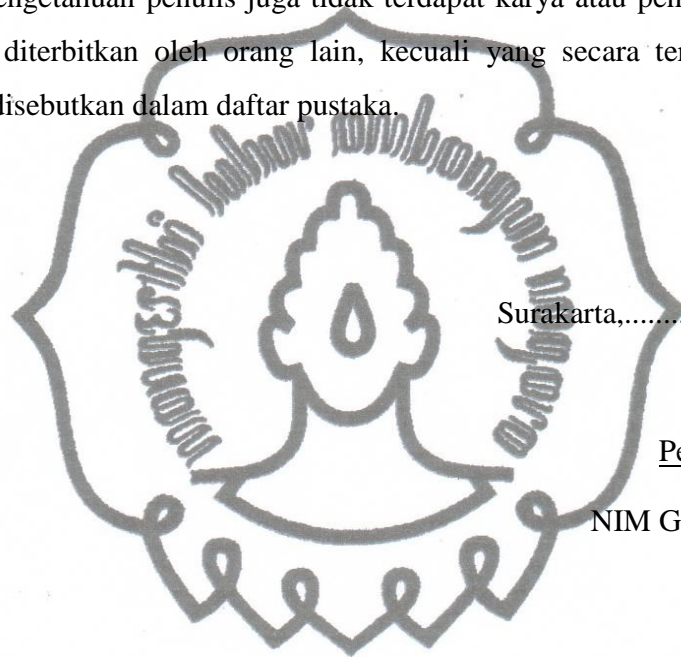 engetahuan penulis juga tidak terdapat karya atau pen
diterbitkan oleh orang lain, kecuali yang secara ter
disebutkan dalam daftar pustaka.
Surakarta,........
Pe
NIM G